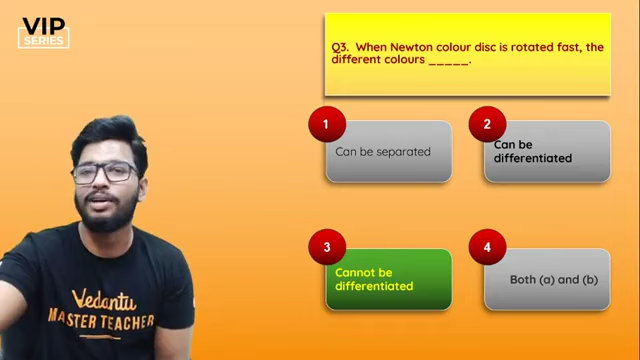 VIP
SERIES
Q3. When Newton colour disc is rotated fast, the
different colours _____.
1
Can be separated
2
Can be
differentiated
3
Cannot be
differentiated
4
Both (a) and (b)
Vedantu
MASTER TEACHER